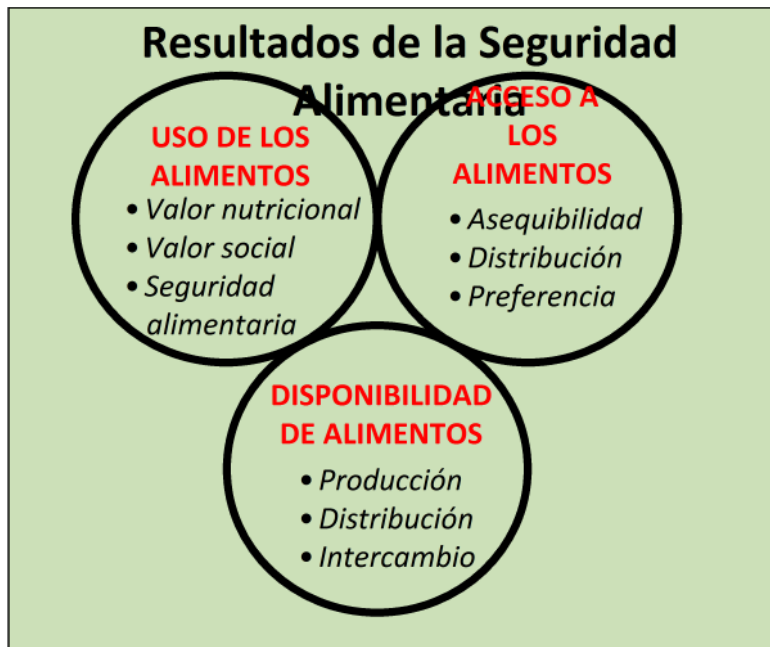 Resultados de la Seguridad
Alimentaria
USO DE LOS
ALIMENTOS
• Valor nutricional
• Valor social
• Seguridad
alimentaria
ACCESO A
LOS
ALIMENTOS
• Asequibilidad
• Distribución
• Preferencia
DISPONIBILIDAD
DE ALIMENTOS
• Producción
• Distribución
• Intercambio